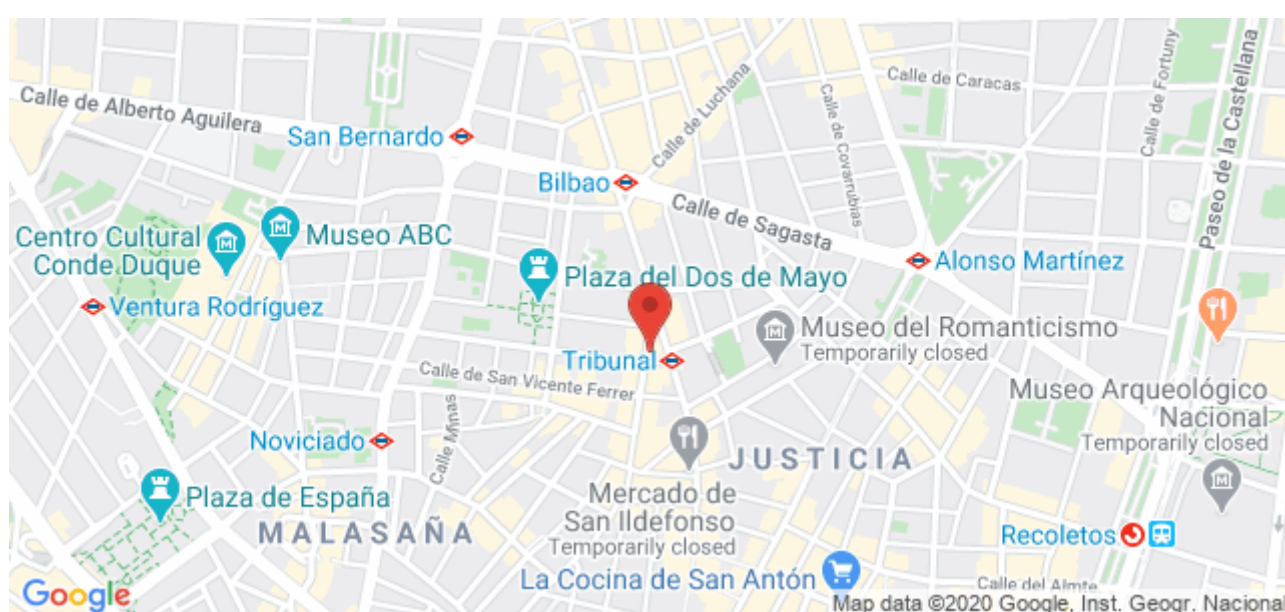 Calle de Alberto Aguilera
San Bernardo
Bilbao
Calle de Luchana
Calle de Caracas
Calle de Covarrubias
Calle de Fortuny
Paseo de la Castellana
Calle de Sagasta
Centro Cultural
Conde Duque
Museo ABC
Plaza del Dos de Mayo
Alonso Martínez
Ventura Rodríguez
Museo del Romanticismo
Temporarily closed
Tribunal
Calle de San Vicente Ferrer
Museo Arqueológico
Nacional
Temporarily closed
Noviciado
Calle Minas
JUSTICIA
Plaza de España
MALASAÑA
Mercado de
San Ildefonso
Temporarily closed
Recoletos
La Cocina de San Antón
Calle del Almte.
Google
Map data ©2020 Google, Inst. Geogr. Nacional